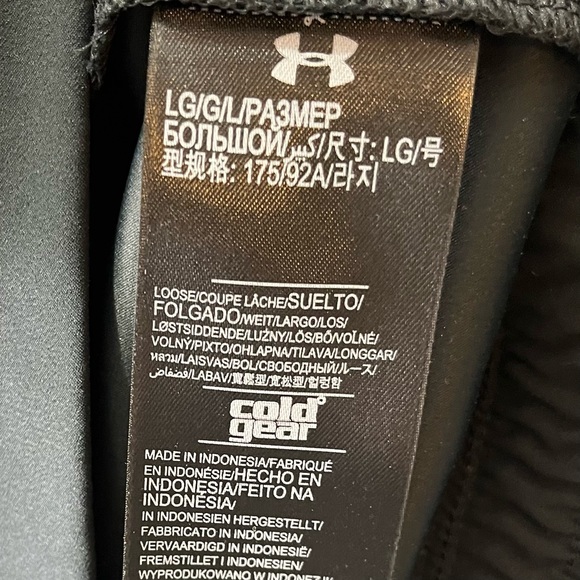 LG/G/L/РАЗМЕР
БОЛЬШОЙ/كبير/尺寸: LG/号
型规格: 175/92A/라지
LOOSE/COUPE LÂCHE/SUELTO/
FOLGADO/WEIT/LARGO/LOS/
LØSTSIDDENDE/LUŹNY/LÖS/BŐ/VOĽNÉ/
VOLNÝ/PIXTO/OHLAPNA/TILAVA/LONGGAR/
หลวม/LAISVAS/BOL/СВОБОДНЫЙ/ルース/
فضفاض/LABAV/寬鬆型/宽松型/헐렁함
cold
gear
MADE IN INDONESIA/FABRIQUÉ
EN INDONÉSIE/HECHO EN
INDONESIA/FEITO NA
INDONÉSIA/
IN INDONESIEN HERGESTELLT/
FABBRICATO IN INDONESIA/
VERVAARDIGD IN INDONESIË/
FREMSTILLET I INDONESIEN/
WYPRODUKOWANO W INDONEZJI/